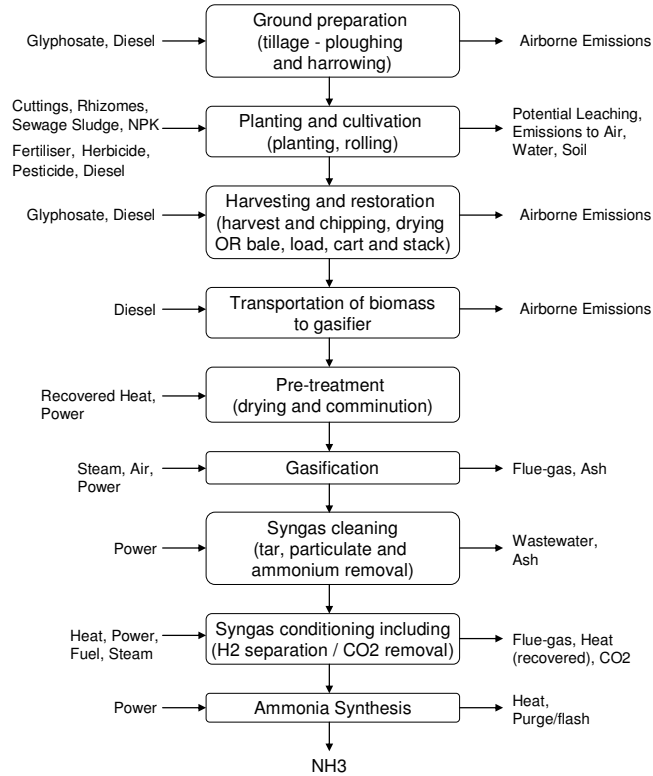 Ground preparation
(tillage - ploughing
and harrowing)
Glyphosate, Diesel
Airborne Emissions
Cuttings, Rhizomes,
Sewage Sludge, NPK
Fertiliser, Herbicide,
Pesticide, Diesel
Planting and cultivation
(planting, rolling)
Potential Leaching,
Emissions to Air,
Water, Soil
Glyphosate, Diesel
Harvesting and restoration
(harvest and chipping, drying
OR bale, load, cart and stack)
Airborne Emissions
Diesel
Transportation of biomass
to gasifier
Airborne Emissions
Recovered Heat,
Power
Pre-treatment
(drying and comminution)
Steam, Air,
Power
Gasification
Flue-gas, Ash
Power
Syngas cleaning
(tar, particulate and
ammonium removal)
Wastewater,
Ash
Heat, Power,
Fuel, Steam
Syngas conditioning including
(H2 separation / CO2 removal)
Flue-gas, Heat
(recovered), CO2
Power
Ammonia Synthesis
Heat,
Purge/flash
NH3